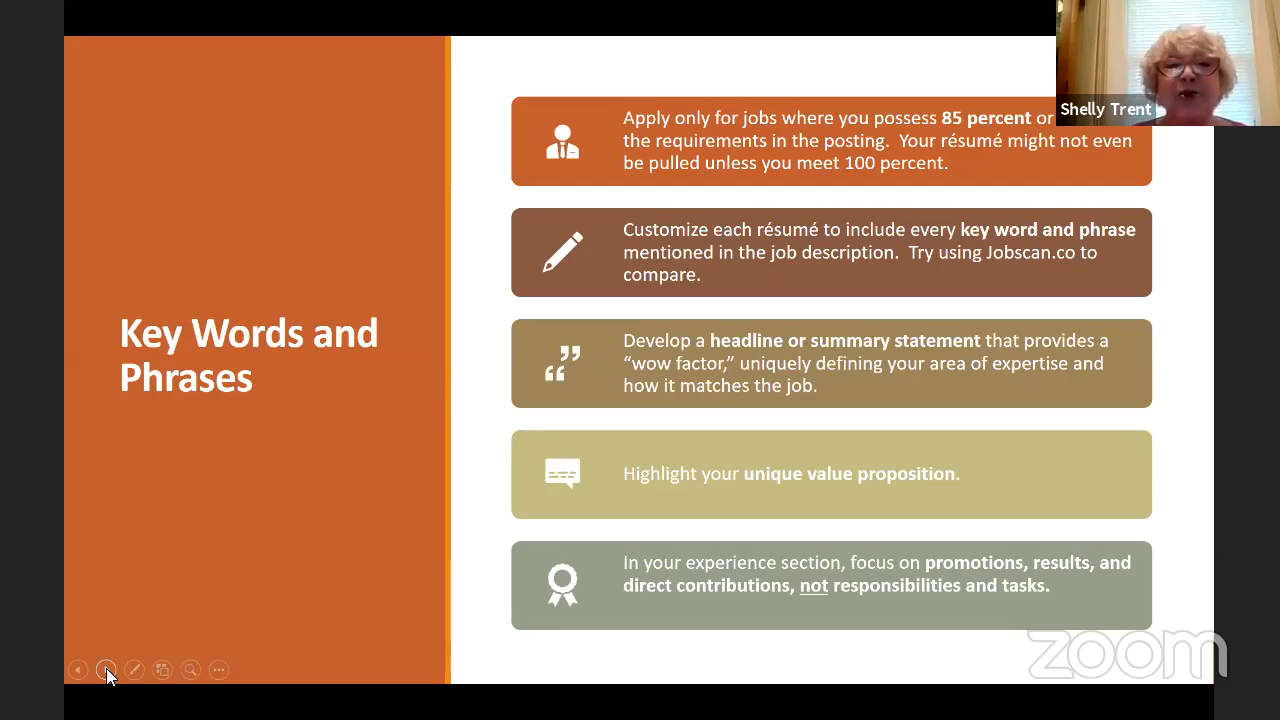 Shelly Trent
Key Words and
Phrases
Apply only for jobs where you possess 85 percent or
the requirements in the posting. Your résumé might not even
be pulled unless you meet 100 percent.
Customize each résumé to include every key word and phrase
mentioned in the job description. Try using Jobscan.co to
compare.
Develop a headline or summary statement that provides a
“wow factor,” uniquely defining your area of expertise and
how it matches the job.
Highlight your unique value proposition.
In your experience section, focus on promotions, results, and
direct contributions, not responsibilities and tasks.
zoom